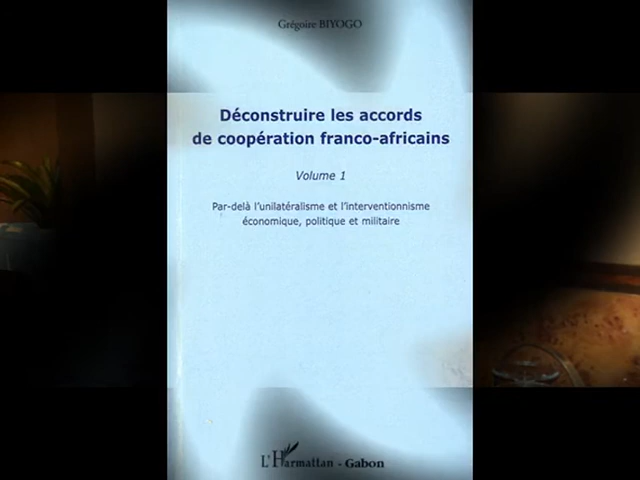 Grégoire BIYOGO
Déconstruire les accords
de coopération franco-africains
Volume 1
Par-delà l'unilatéralisme et l'interventionnisme
économique, politique et militaire
L'Harmattan - Gabon